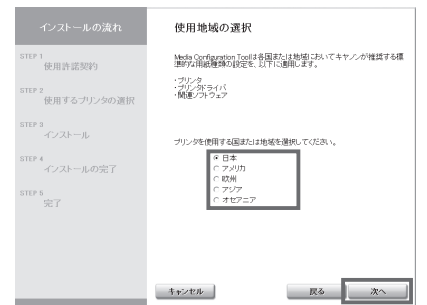 インストールの流れ
STEP 1
使用許諾契約
STEP 2
使用するプリンタの選択
STEP 3
インストール
STEP 4
インストールの完了
STEP 5
完了
使用地域の選択
Media Configuration Toolは各国または地域においてキヤノンが推奨する標
準的な用紙種類の設定を、以下に適用します。
・プリンタ
・プリンタドライバ
・関連ソフトウェア
プリンタを使用する国または地域を選択してください。
日本
アメリカ
欧州
アジア
オセアニア
キャンセル
戻る
次へ